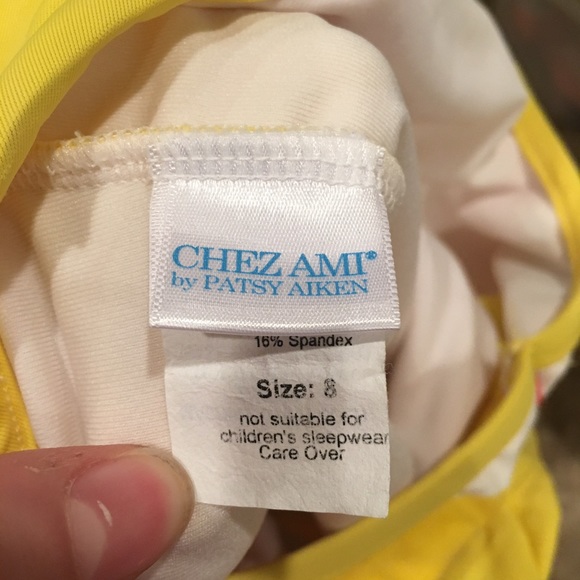 CHEZ AMI®
by PATSY AIKEN
16% Spandex
Size: 8
not suitable for
children's sleepwear
Care Over